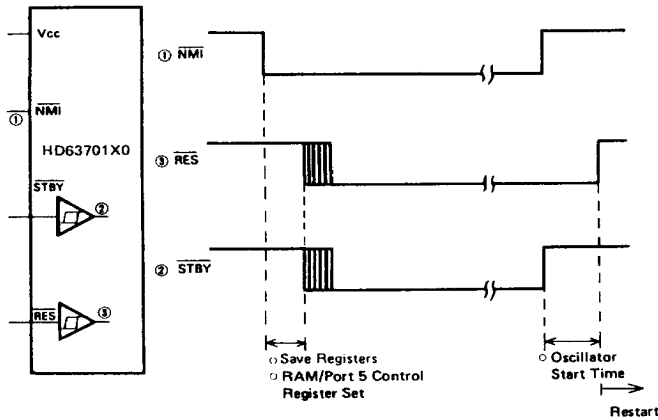 Vcc
① NMI
HD63701X0
STBY
②
RES
③
① NMI
③ RES
② STBY
○ Save Registers
○ RAM/Port 5 Control
Register Set
○ Oscillator
Start Time
Restart